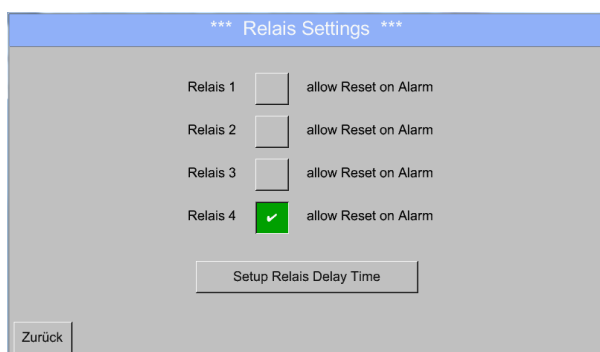 *** Relais Settings ***
Relais 1 allow Reset on Alarm
Relais 2 allow Reset on Alarm
Relais 3 allow Reset on Alarm
Relais 4 ✔ allow Reset on Alarm
Setup Relais Delay Time
Zurück